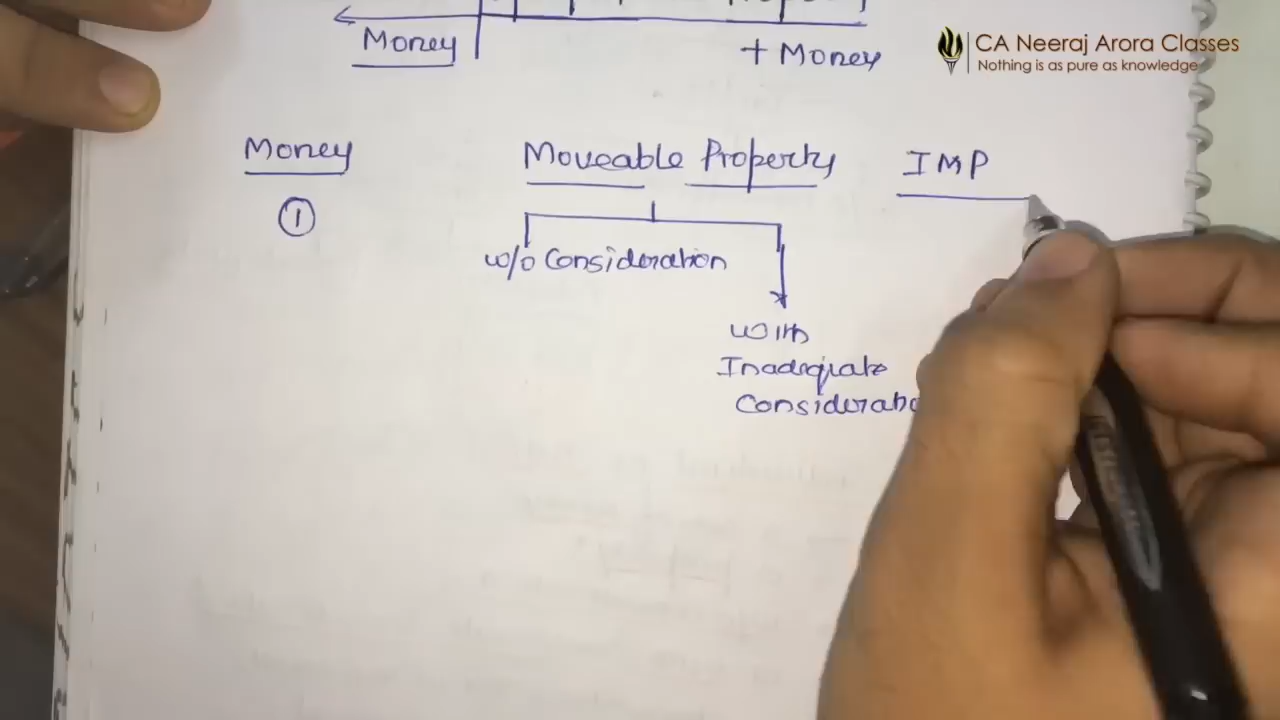 Money
+ Money
CA Neeraj Arora Classes
Nothing is as pure as knowledge
Money
Moveable Property
IMP
1
w/o Consideration
with
Inadequate
Consideratio